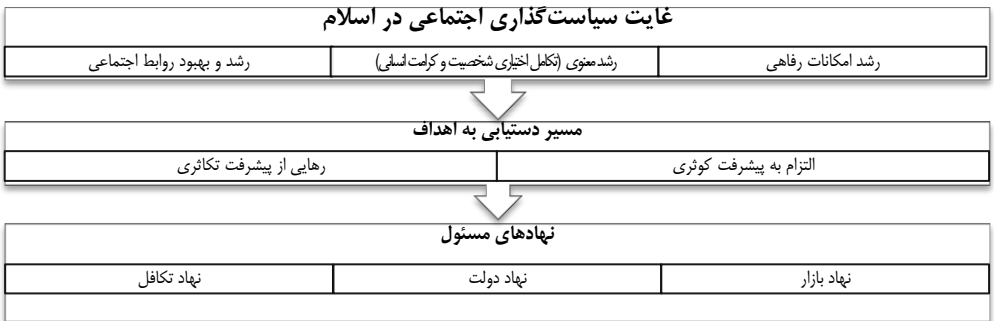 غایت سیاست‌گذاری اجتماعی در اسلام
رشد امکانات رفاهی
رشد معنوی (تکامل اختیاری شخصیت و کرامت انسانی)
رشد و بهبود روابط اجتماعی
مسیر دستیابی به اهداف
التزام به پیشرفت کوثری
رهایی از پیشرفت تکاثری
نهادهای مسئول
نهاد بازار
نهاد دولت
نهاد تکافل